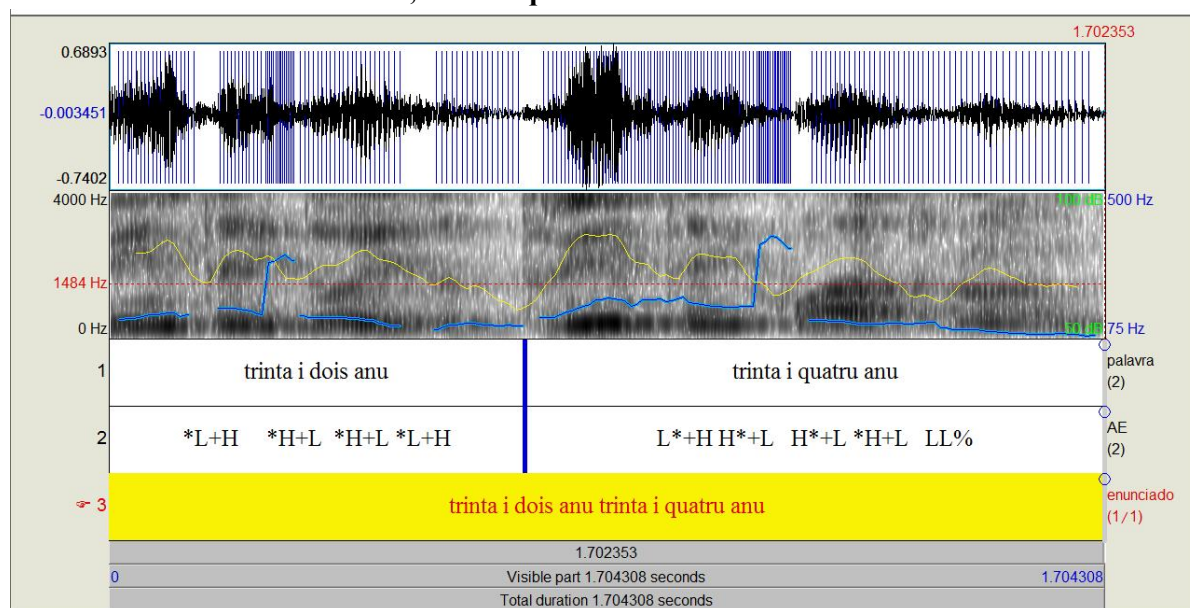 1.702353
0.6893
-0.003451
-0.7402
4000 Hz
500 Hz
1484 Hz
0 Hz
75 Hz
1 trinta i dois anu trinta i quatru anu palavra (2)
2 *L+H *H+L *H+L *L+H L*+H H*+L H*+L *H+L LL% AE (2)
3 trinta i dois anu trinta i quatru anu enunciado (1/1)
1.702353
0 Visible part 1.704308 seconds 1.704308
Total duration 1.704308 seconds